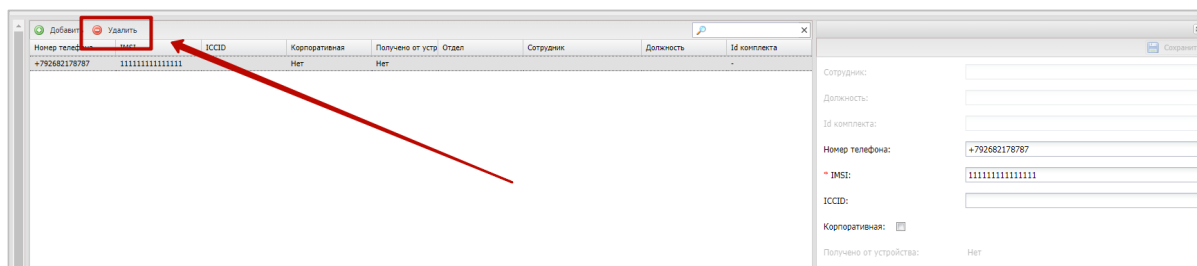 Добавить Удалить
Номер телефона IMSI ICCID Корпоративная Получено от устр Отдел Сотрудник Должность Id комплекта
+792682178787 111111111111111 Нет Нет -
Сохранит
Сотрудник:
Должность:
Id комплекта:
Номер телефона: +792682178787
* IMSI: 111111111111111
ICCID:
Корпоративная:
Получено от устройства: Нет